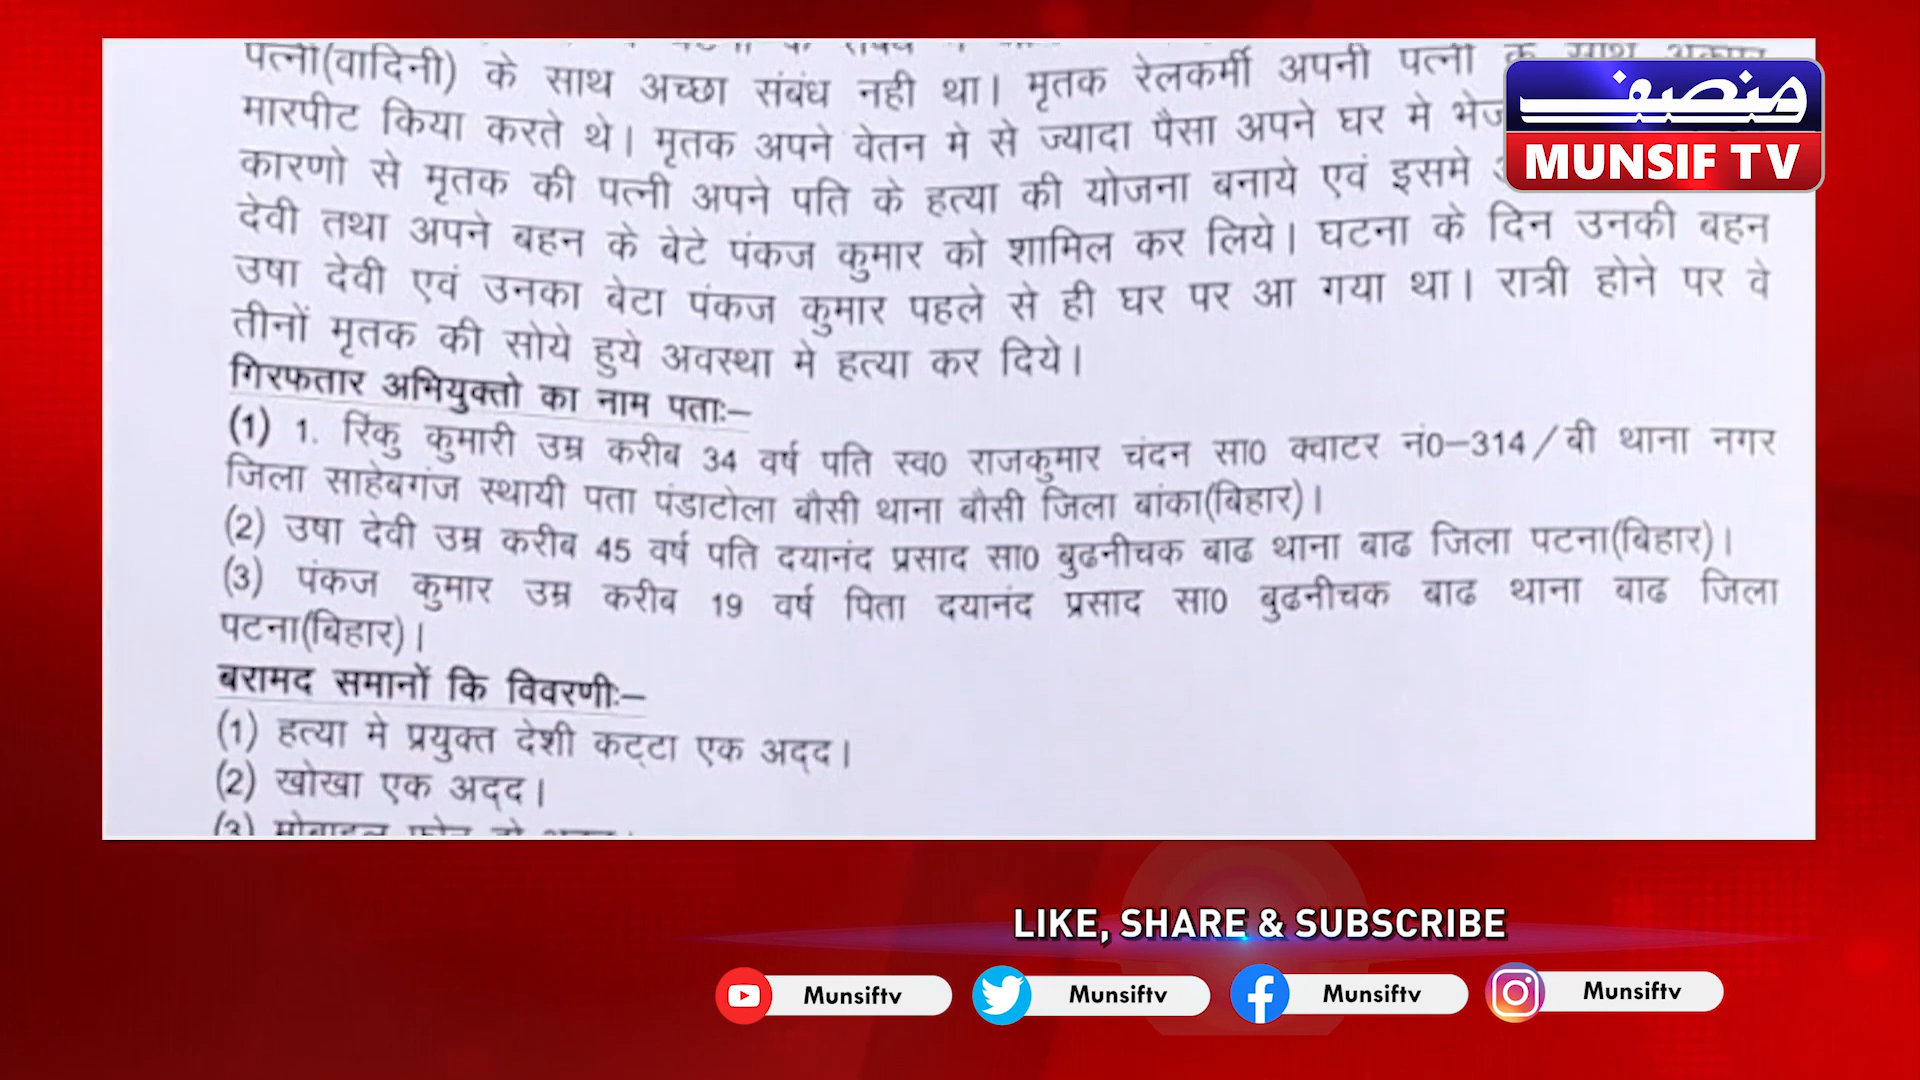 पत्नी(वादिनी) के साथ अच्छा संबंध नही था। मृतक रेलकर्मी अपनी पत्नी के साथ
मारपीट किया करते थे। मृतक अपने वेतन मे से ज्यादा पैसा अपने घर मे
कारणो से मृतक की पत्नी अपने पति के हत्या की योजना बनाये एवं इसमे
देवी तथा अपने बहन के बेटे पंकज कुमार को शामिल कर लिये। घटना के दिन उनकी बहन
उषा देवी एवं उनका बेटा पंकज कुमार पहले से ही घर पर आ गया था। रात्री होने पर वे
तीनों मृतक की सोये हुये अवस्था मे हत्या कर दिये।
गिरफतार अभियुक्तो का नाम पताः–
(1) 1. रिंकु कुमारी उम्र करीब 34 वर्ष पति स्व0 राजकुमार चंदन सा0 क्वाटर नं0–314/बी थाना नगर
जिला साहेबगंज स्थायी पता पंडाटोला बौसी थाना बौसी जिला बांका(बिहार)।
(2) उषा देवी उम्र करीब 45 वर्ष पति दयानंद प्रसाद सा0 बुढनीचक बाढ थाना बाढ जिला पटना(बिहार)।
(3) पंकज कुमार उम्र करीब 19 वर्ष पिता दयानंद प्रसाद सा0 बुढनीचक बाढ थाना बाढ जिला
पटना(बिहार)।
बरामद समानों कि विवरणीः–
(1) हत्या मे प्रयुक्त देशी कट्टा एक अद्द।
(2) खोखा एक अद्द।
(3) मोबाइल फोन
منصف
MUNSIF TV
LIKE, SHARE & SUBSCRIBE
Munsiftv Munsiftv Munsiftv Munsiftv